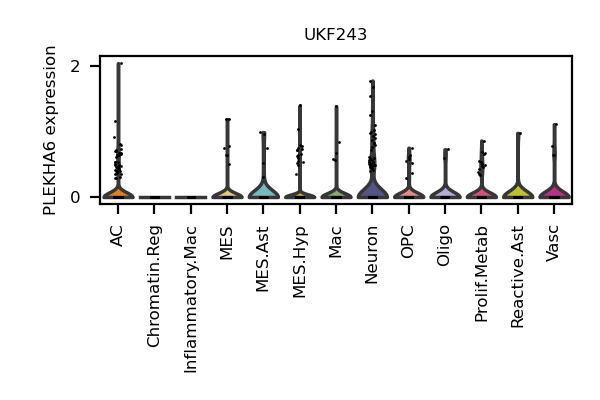 UKF243
PLEKHA6 expression
2
0
AC
Chromatin.Reg
Inflammatory.Mac
MES
MES.Ast
MES.Hyp
Mac
Neuron
OPC
Oligo
Prolif.Metab
Reactive.Ast
Vasc